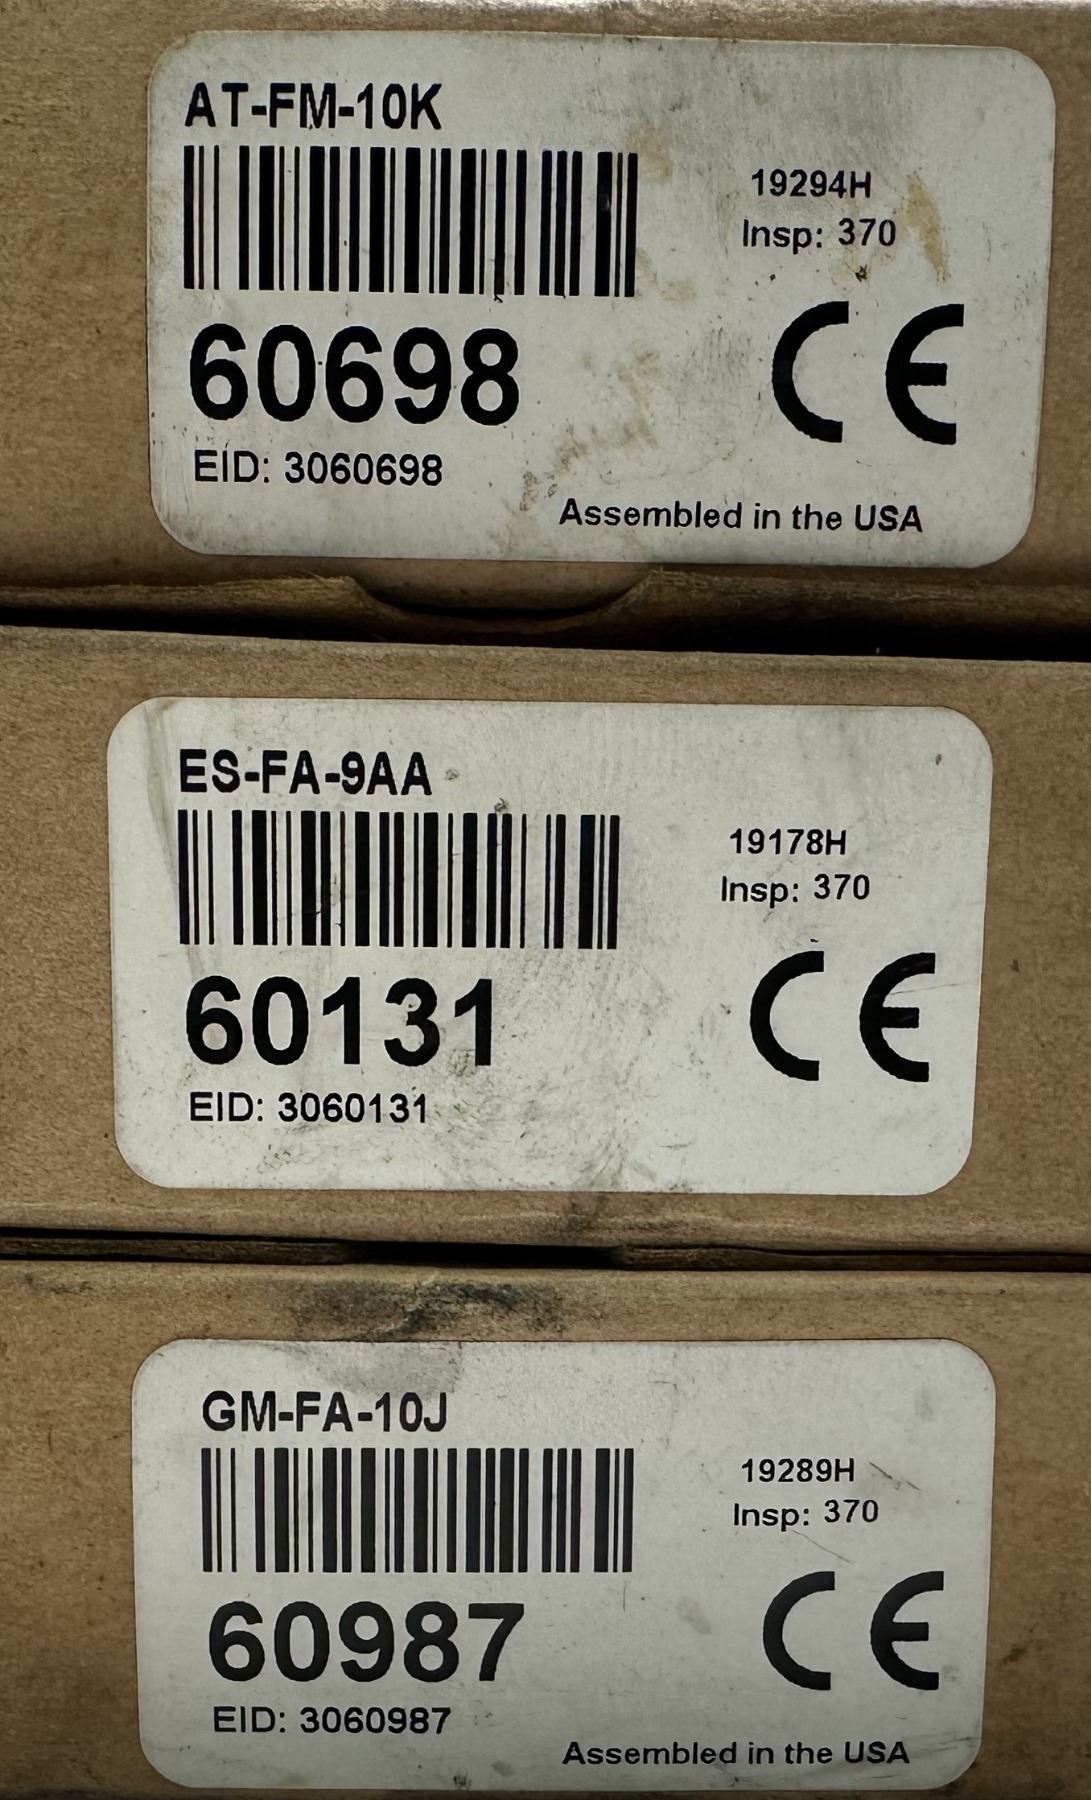 AT-FM-10K
19294H
Insp: 370
60698
CE
EID: 3060698
Assembled in the USA
ES-FA-9AA
19178H
Insp: 370
60131
CE
EID: 3060131
GM-FA-10J
19289H
Insp: 370
60987
CE
EID: 3060987
Assembled in the USA